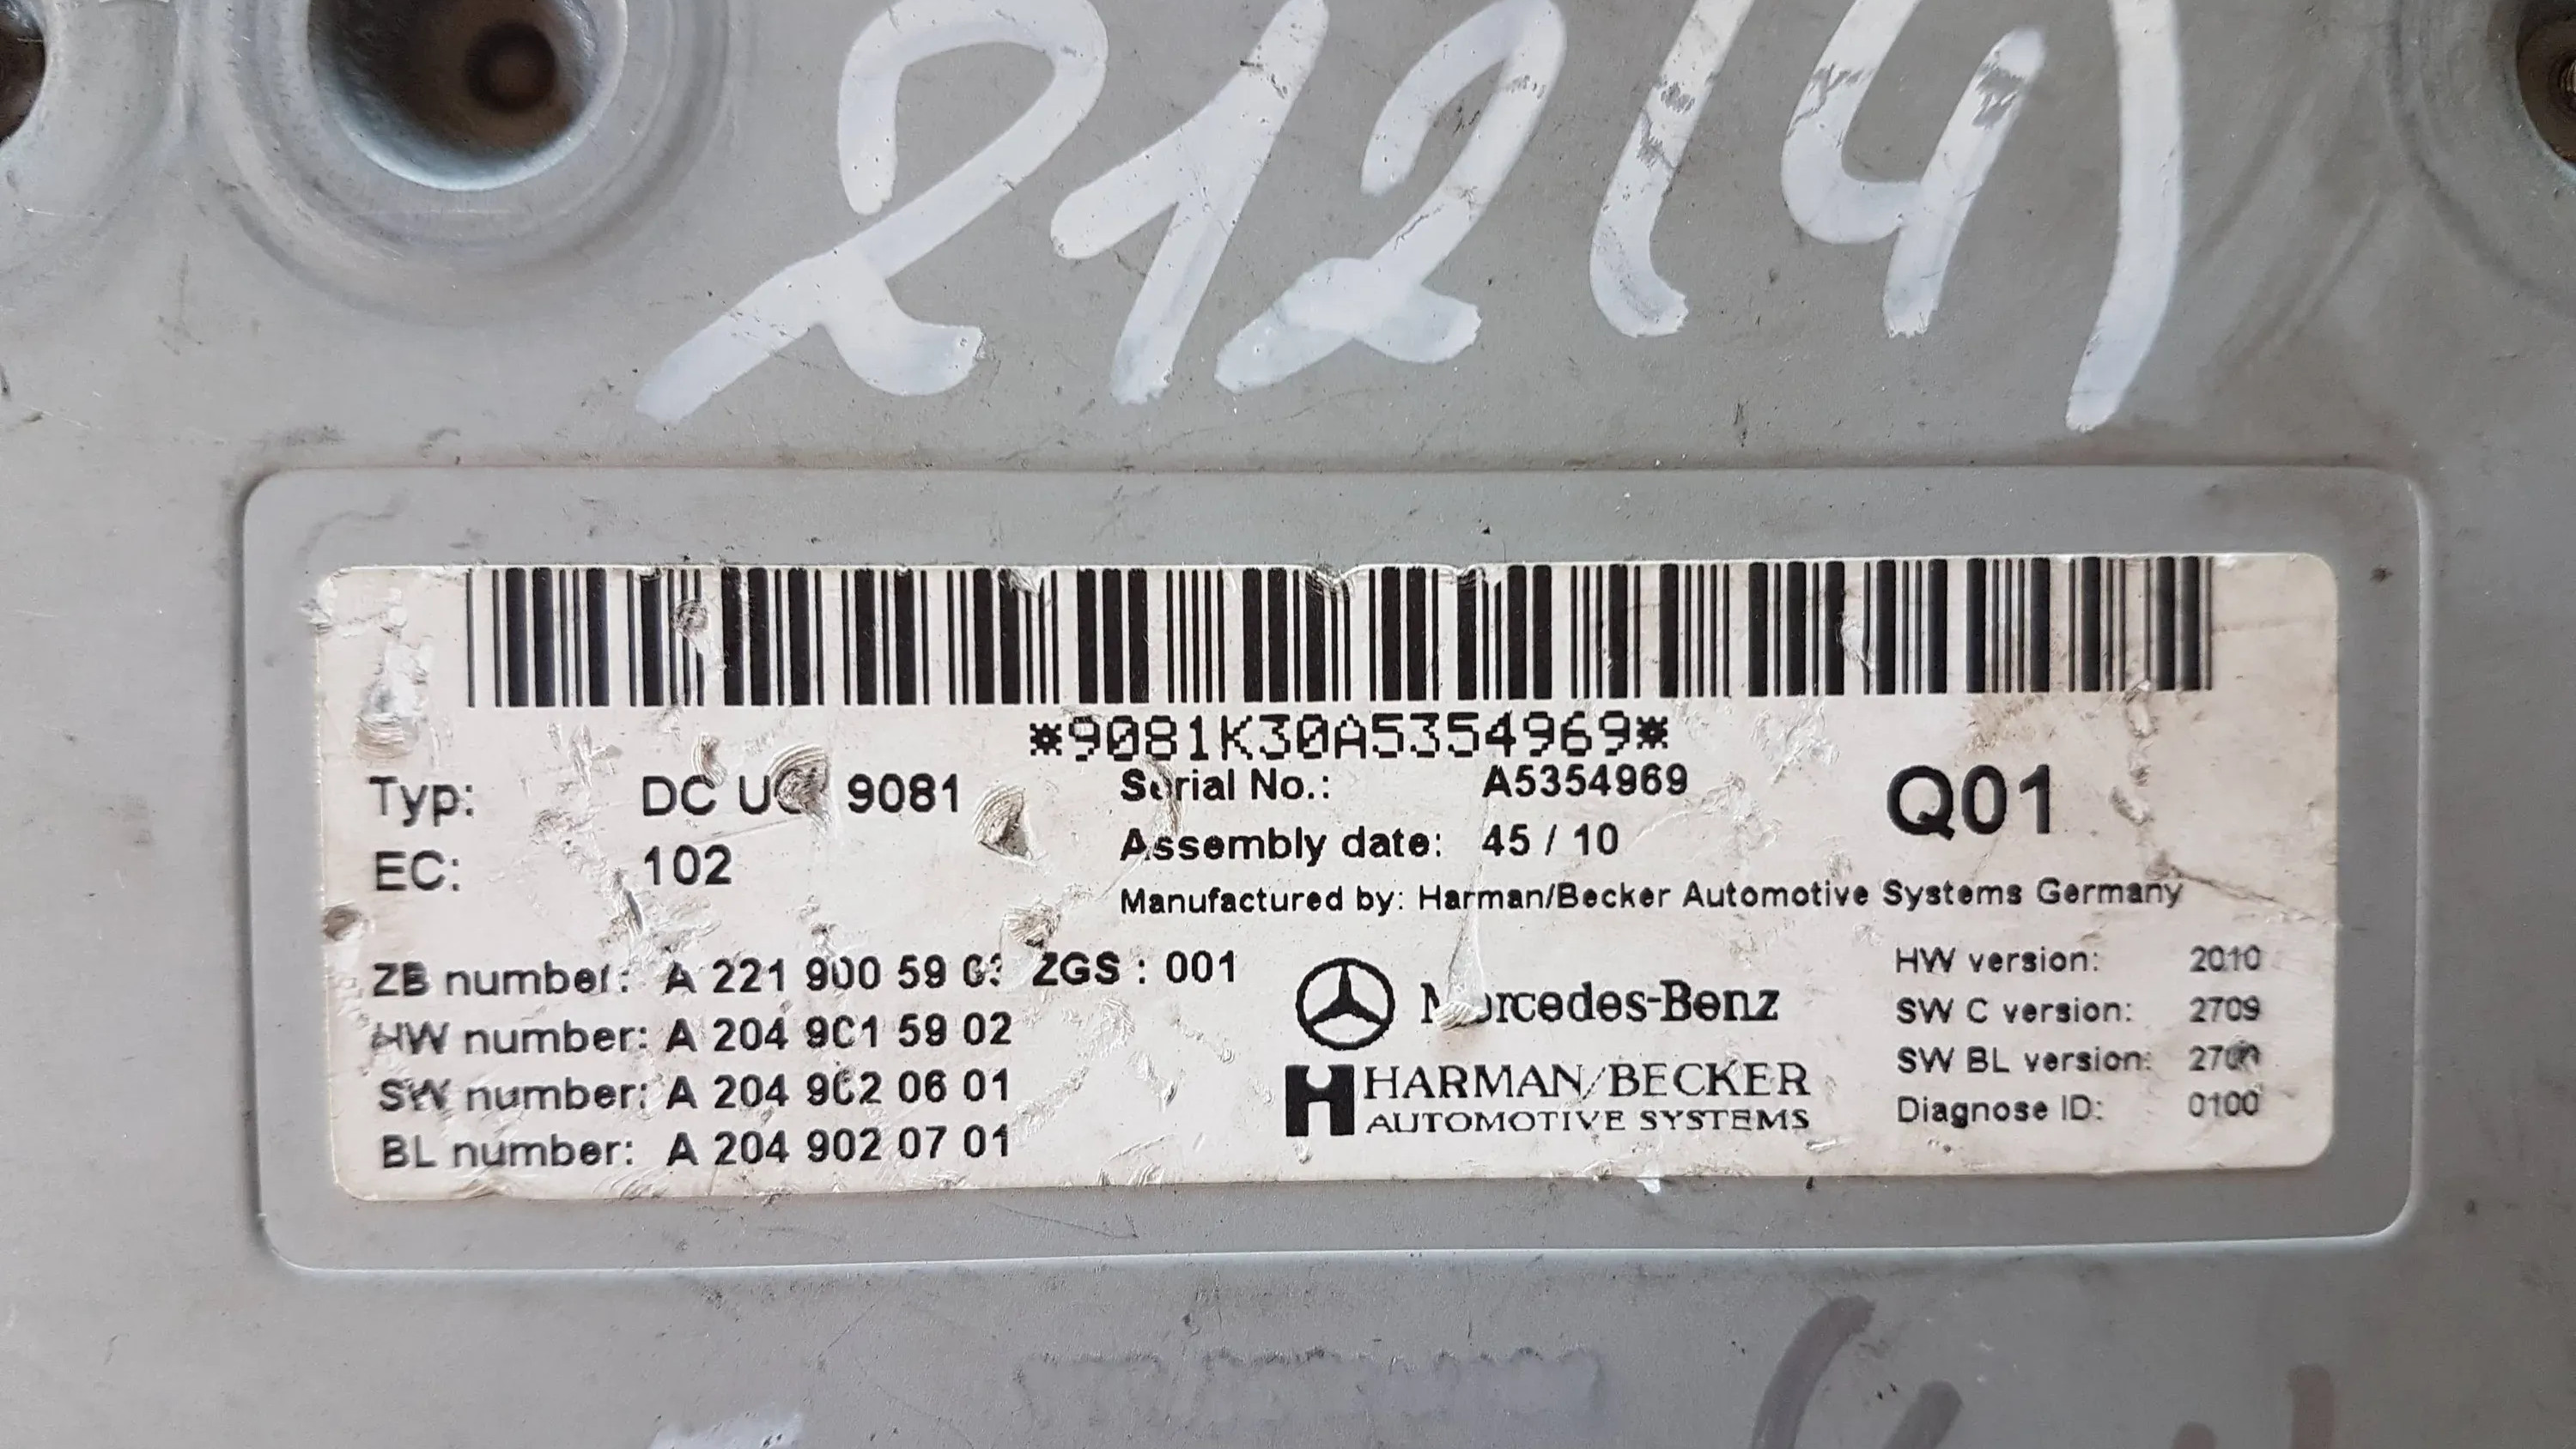 212(4)
*9081K30A5354969*
Typ: DC 9081
EC: 102
Serial No.: A5354969
Assembly date: 45 / 10
Q01
Manufactured by: Harman/Becker Automotive Systems Germany
ZB number: A 221 900 59 ZGS : 001
HW number: A 204 901 59 02
SW number: A 204 902 06 01
BL number: A 204 902 07 01
Mercedes-Benz
HARMAN/BECKER
AUTOMOTIVE SYSTEMS
HW version: 2010
SW C version: 2709
SW BL version:
Diagnose ID: 0100